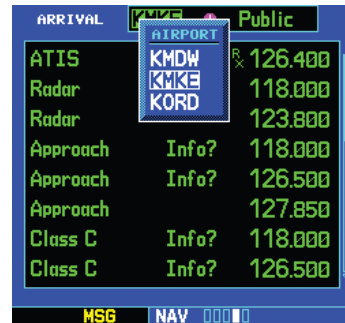 ARRIVAL KMKE Public
AIRPORT
KMDW
KMKE
KORD
ATIS Rx 126.400
Radar 118.000
Radar 123.800
Approach Info? 118.000
Approach Info? 126.500
Approach 127.850
Class C Info? 118.000
Class C Info? 126.500
MSG NAV